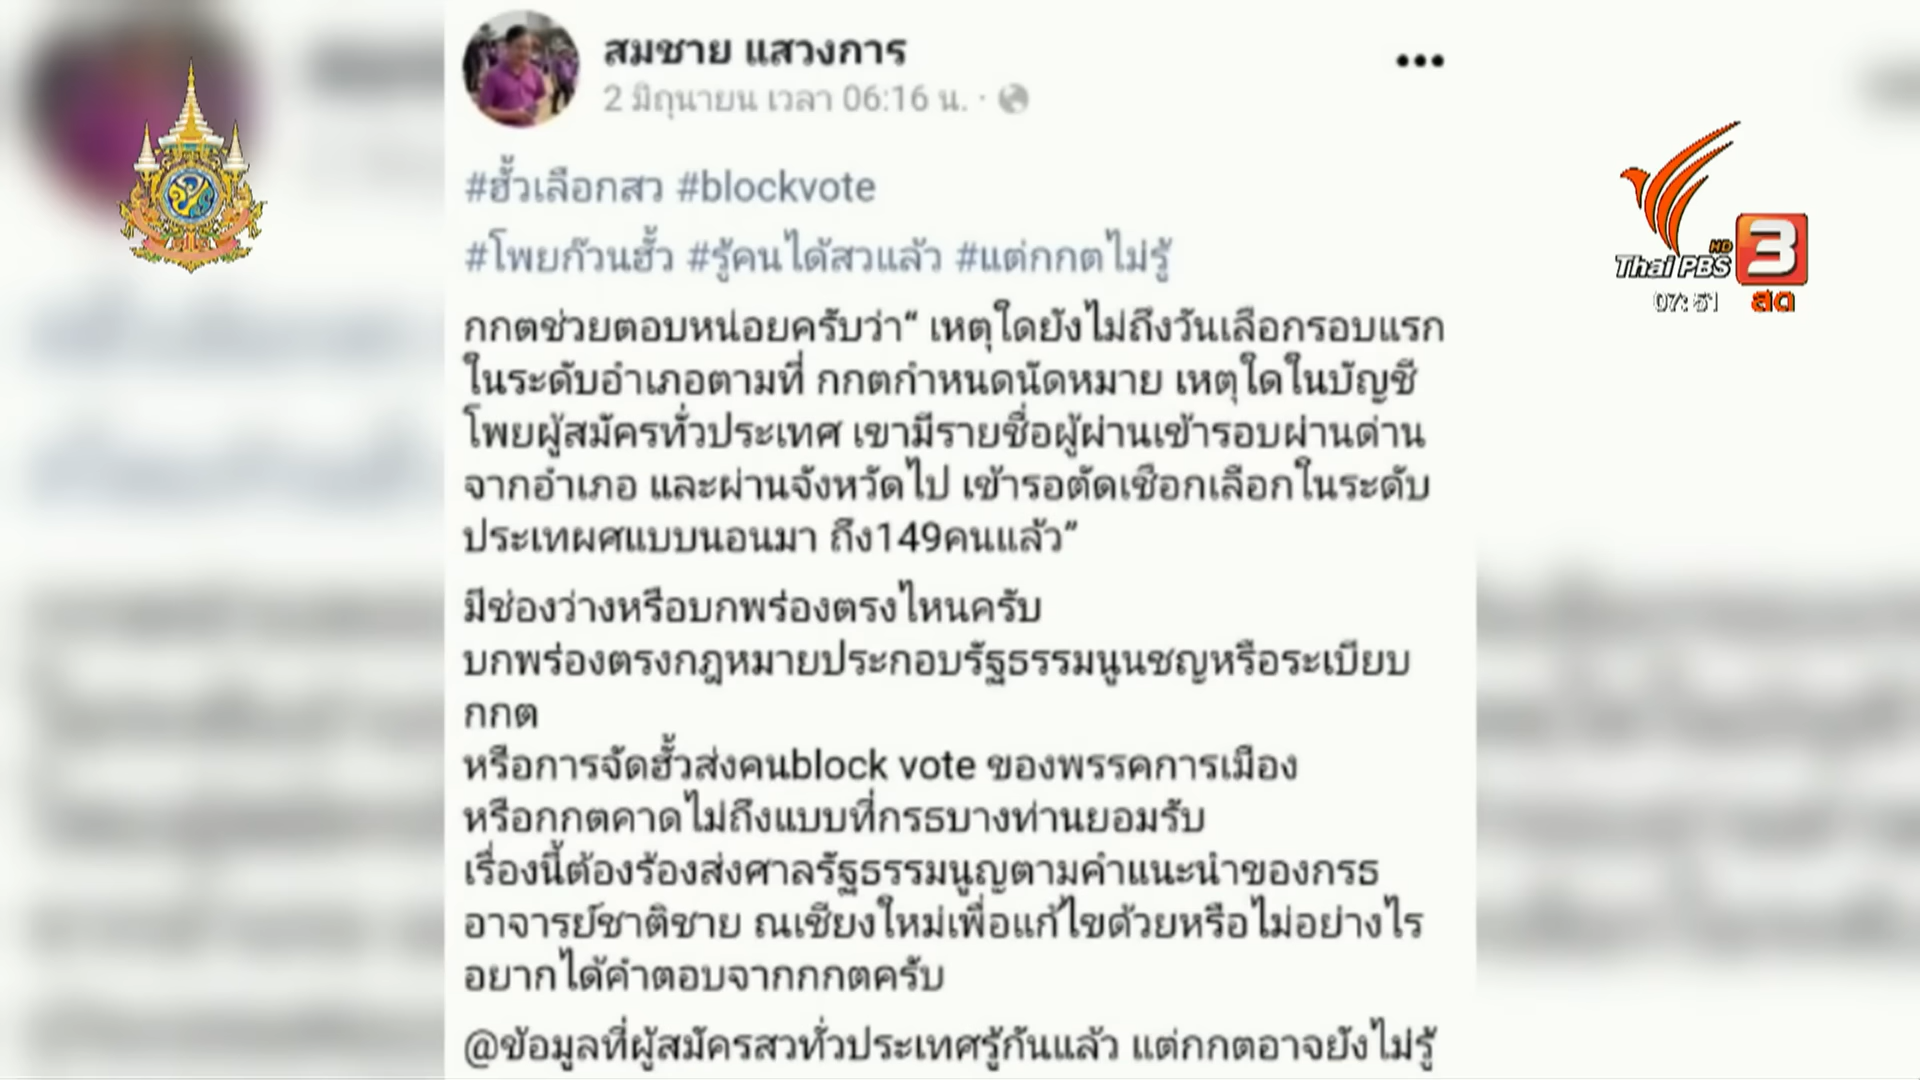 สมชาย แสวงการ
2 มิถุนายน เวลา 06:16 น. ·
#ฮั้วเลือกสว #blockvote
#โพยก๊วนฮั้ว #รู้คนได้สวแล้ว #แต่กกตไม่รู้
กกตช่วยตอบหน่อยครับว่า“ เหตุใดยังไม่ถึงวันเลือกรอบแรก
ในระดับอำเภอตามที่ กกตกำหนดนัดหมาย เหตุใดในบัญชี
โพยผู้สมัครทั่วประเทศ เขามีรายชื่อผู้ผ่านเข้ารอบผ่านด่าน
จากอำเภอ และผ่านจังหวัดไป เข้ารอตัดเชือกเลือกในระดับ
ประเทผศแบบนอนมา ถึง149คนแล้ว”
มีช่องว่างหรือบกพร่องตรงไหนครับ
บกพร่องตรงกฎหมายประกอบรัฐธรรมนูนชญหรือระเบียบ
กกต
หรือการจัดฮั้วส่งคนblock vote ของพรรคการเมือง
หรือกกตคาดไม่ถึงแบบที่กรธบางท่านยอมรับ
เรื่องนี้ต้องร้องส่งศาลรัฐธรรมนูญตามคำแนะนำของกรธ
อาจารย์ชาติชาย ณเชียงใหม่เพื่อแก้ไขด้วยหรือไม่อย่างไร
อยากได้คำตอบจากกกตครับ
@ข้อมูลที่ผู้สมัครสวทั่วประเทศรู้กันแล้ว แต่กกตอาจยังไม่รู้
Thai PBS HD 3
07:51 สด